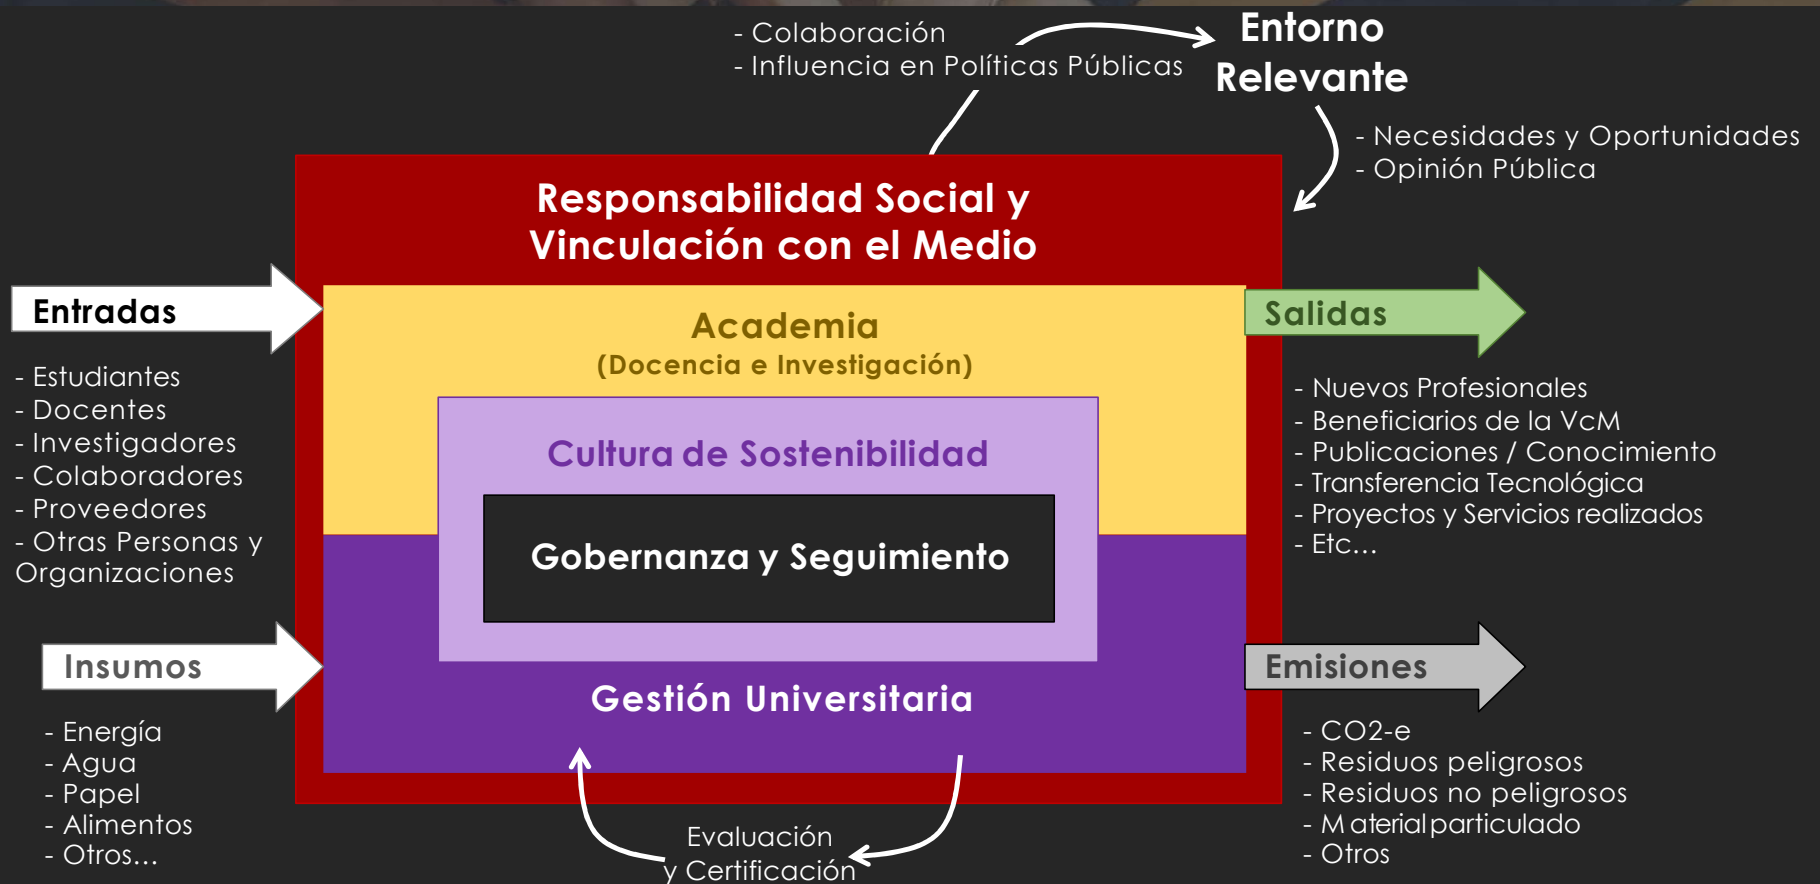 - Colaboración
- Influencia en Políticas Públicas
Entorno
Relevante
- Necesidades y Oportunidades
- Opinión Pública
Responsabilidad Social y
Vinculación con el Medio
Entradas
- Estudiantes
- Docentes
- Investigadores
- Colaboradores
- Proveedores
- Otras Personas y
Organizaciones
Academia
(Docencia e Investigación)
Cultura de Sostenibilidad
Gobernanza y Seguimiento
Salidas
- Nuevos Profesionales
- Beneficiarios de la VcM
- Publicaciones / Conocimiento
- Transferencia Tecnológica
- Proyectos y Servicios realizados
- Etc...
Insumos
- Energía
- Agua
- Papel
- Alimentos
- Otros...
Gestión Universitaria
Emisiones
- CO2-e
- Residuos peligrosos
- Residuos no peligrosos
- Material particulado
- Otros
Evaluación
y Certificación